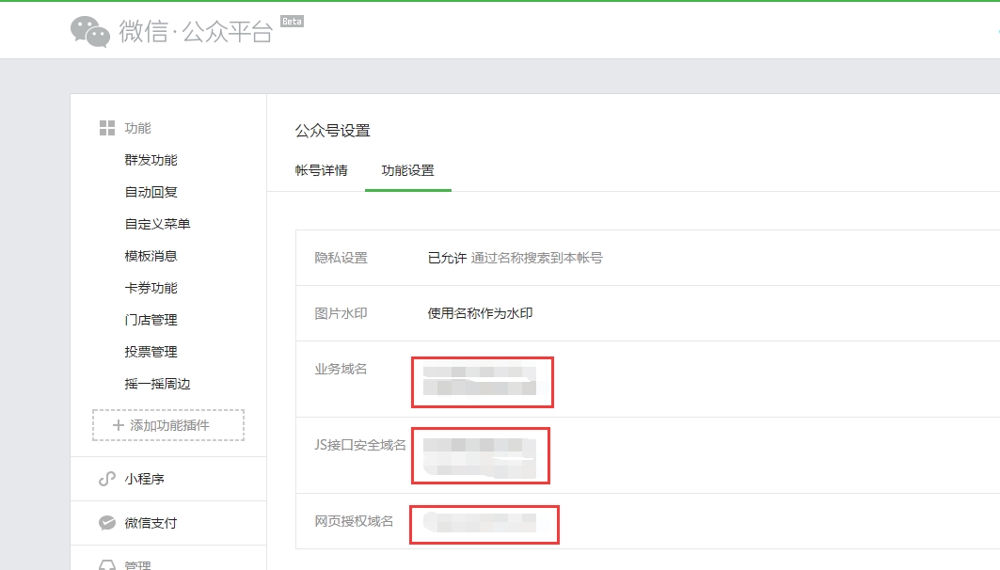 微信·公众平台 Beta
功能
群发功能
自动回复
自定义菜单
模板消息
卡券功能
门店管理
投票管理
摇一摇周边
添加功能插件
小程序
微信支付
管理
公众号设置
帐号详情 功能设置
隐私设置 已允许 通过名称搜索到本帐号
图片水印 使用名称作为水印
业务域名
JS接口安全域名
网页授权域名